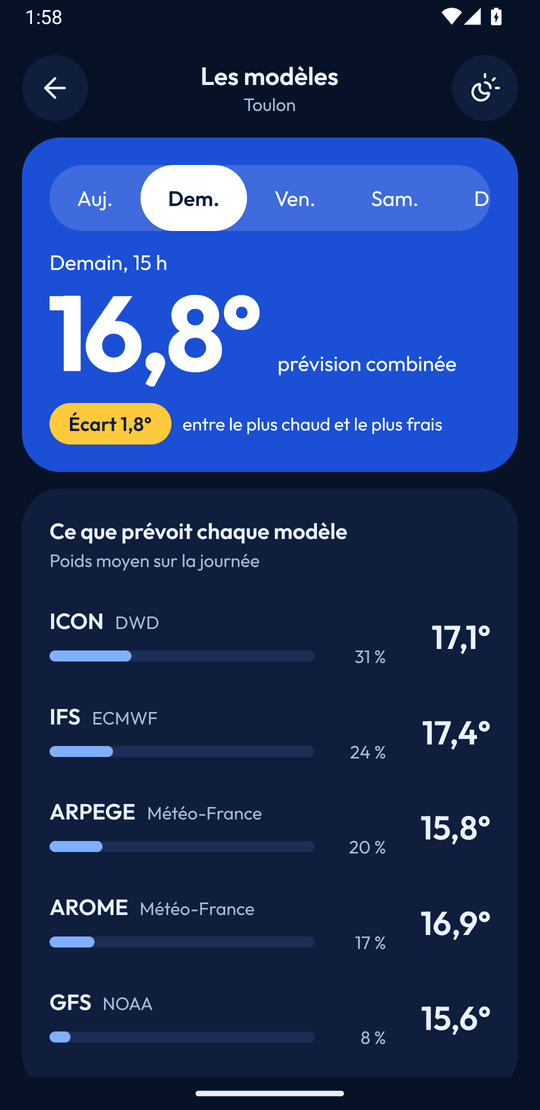 1:58
Les modèles
Toulon
Auj. Dem. Ven. Sam. D
Demain, 15 h
16,8° prévision combinée
Écart 1,8° entre le plus chaud et le plus frais
Ce que prévoit chaque modèle
Poids moyen sur la journée
ICON DWD
31 % 17,1°
IFS ECMWF
24 % 17,4°
ARPEGE Météo-France
20 % 15,8°
AROME Météo-France
17 % 16,9°
GFS NOAA
8 % 15,6°